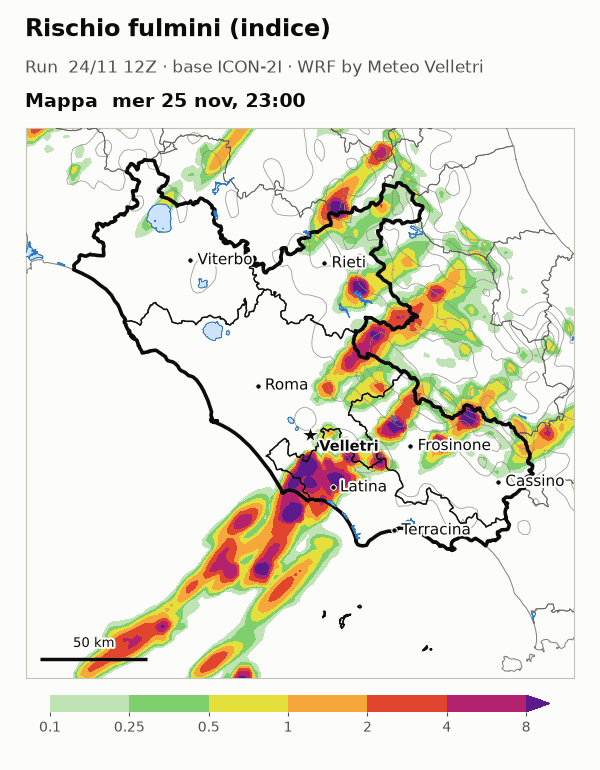 Rischio fulmini (indice)
Run  24/11 12Z · base ICON-2I · WRF by Meteo Velletri
Mappa  mer 25 nov, 23:00
Viterbo
Rieti
Roma
Velletri
Frosinone
Latina
Cassino
Terracina
50 km
0.1 0.25 0.5 1 2 4 8